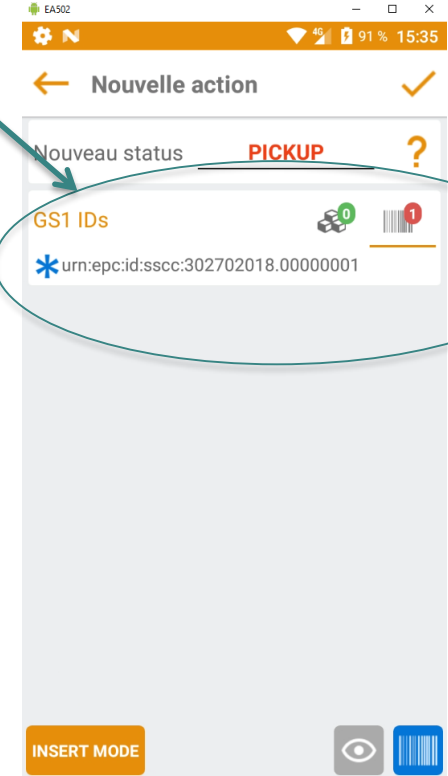 EA502
4G 91 % 15:35
Nouvelle action
Nouveau status PICKUP ?
GS1 IDs 0 1
urn:epc:id:sscc:302702018.00000001
INSERT MODE